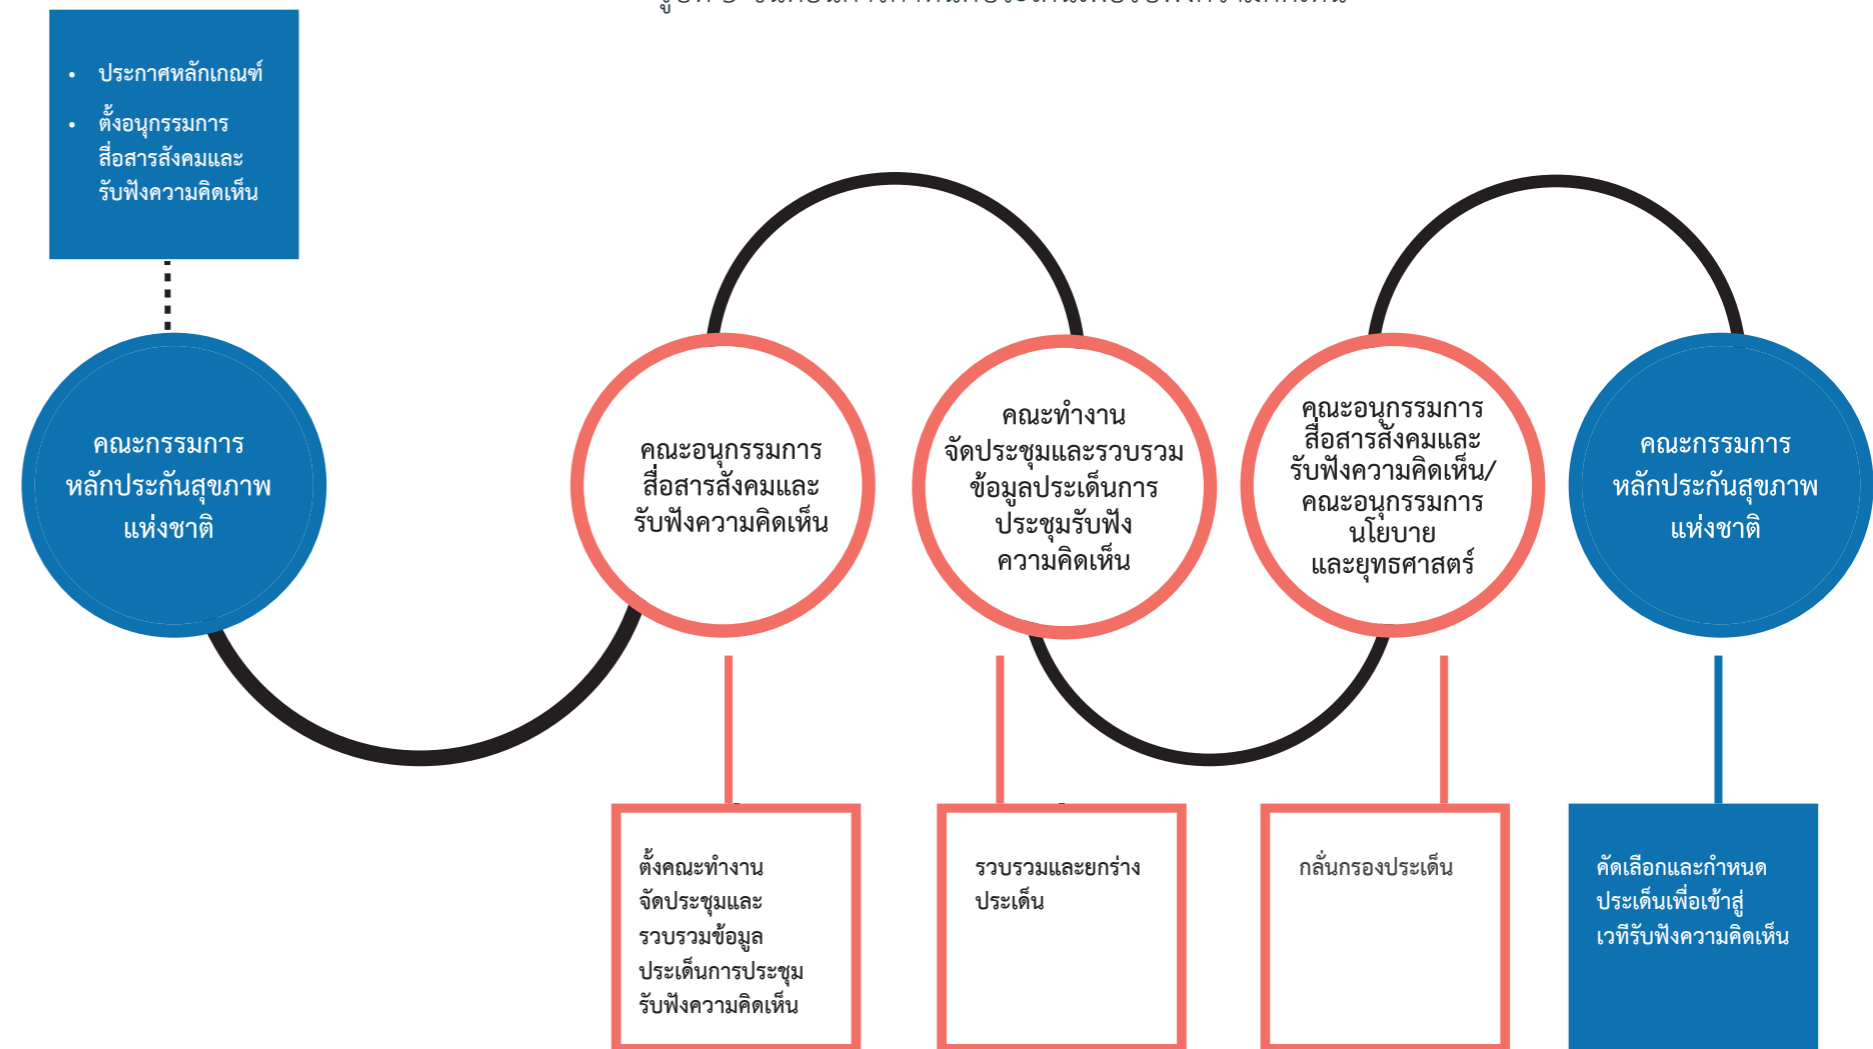 • ประกาศหลักเกณฑ์
• ตั้งอนุกรรมการ
สื่อสารสังคมและ
รับฟังความคิดเห็น
คณะกรรมการ
หลักประกันสุขภาพ
แห่งชาติ
คณะอนุกรรมการ
สื่อสารสังคมและ
รับฟังความคิดเห็น
คณะทำงาน
จัดประชุมและรวบรวม
ข้อมูลประเด็นการ
ประชุมรับฟัง
ความคิดเห็น
คณะอนุกรรมการ
สื่อสารสังคมและ
รับฟังความคิดเห็น/
คณะอนุกรรมการ
นโยบาย
และยุทธศาสตร์
คณะกรรมการ
หลักประกันสุขภาพ
แห่งชาติ
ตั้งคณะทำงาน
จัดประชุมและ
รวบรวมข้อมูล
ประเด็นการประชุม
รับฟังความคิดเห็น
รวบรวมและยกร่าง
ประเด็น
กลั่นกรองประเด็น
คัดเลือกและกำหนด
ประเด็นเพื่อเข้าสู่
เวทีรับฟังความคิดเห็น